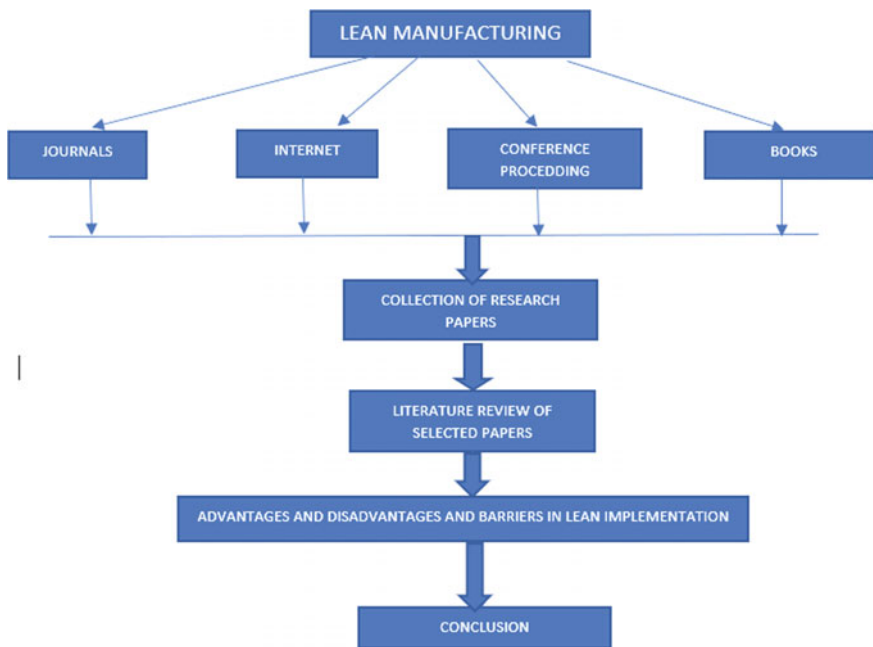 LEAN MANUFACTURING
JOURNALS
INTERNET
CONFERENCE
PROCEDDING
BOOKS
COLLECTION OF RESEARCH
PAPERS
LITERATURE REVIEW OF
SELECTED PAPERS
ADVANTAGES AND DISADVANTAGES AND BARRIERS IN LEAN IMPLEMENTATION
CONCLUSION